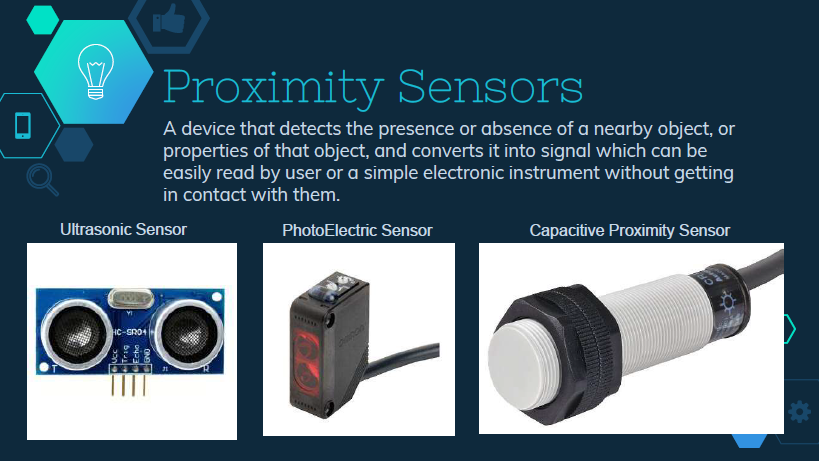 Proximity Sensors
A device that detects the presence or absence of a nearby object, or
properties of that object, and converts it into signal which can be
easily read by user or a simple electronic instrument without getting
in contact with them.
Ultrasonic Sensor
PhotoElectric Sensor
Capacitive Proximity Sensor
Y1
HC-SR04
Vcc
Trig
Echo
GND
T
J1
R